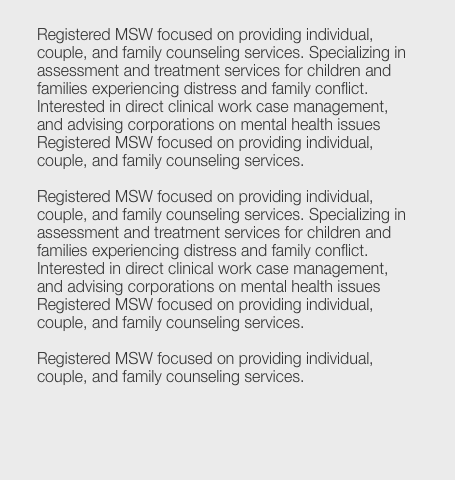 Registered MSW focused on providing individual,
couple, and family counseling services. Specializing in
assessment and treatment services for children and
families experiencing distress and family conflict.
Interested in direct clinical work case management,
and advising corporations on mental health issues
Registered MSW focused on providing individual,
couple, and family counseling services.

Registered MSW focused on providing individual,
couple, and family counseling services. Specializing in
assessment and treatment services for children and
families experiencing distress and family conflict.
Interested in direct clinical work case management,
and advising corporations on mental health issues
Registered MSW focused on providing individual,
couple, and family counseling services.

Registered MSW focused on providing individual,
couple, and family counseling services.